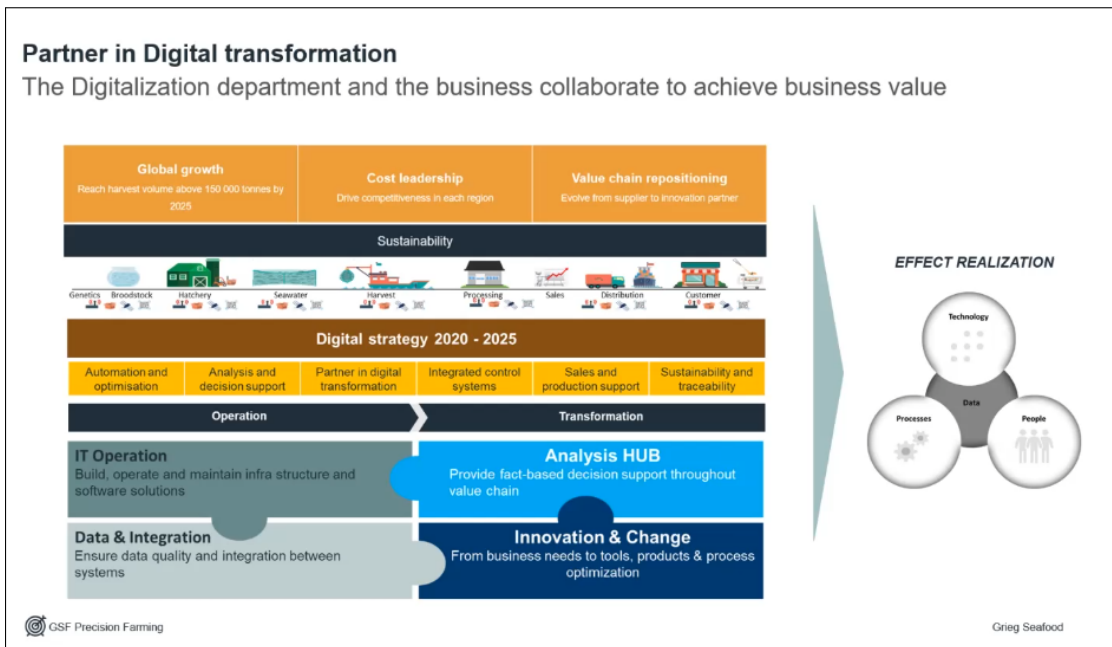 Partner in Digital transformation
The Digitalization department and the business collaborate to achieve business value
Global growth
Reach harvest volume above 150 000 tonnes by
2025
Cost leadership
Drive competitiveness in each region
Value chain repositioning
Evolve from supplier to innovation partner
Sustainability
Genetics
Broodstock
Hatchery
Seawater
Harvest
Processing
Sales
Distribution
Customer
Digital strategy 2020 - 2025
Automation and
optimisation
Analysis and
decision support
Partner in digital
transformation
Integrated control
systems
Sales and
production support
Sustainability and
traceability
Operation
Transformation
IT Operation
Build, operate and maintain infra structure and
software solutions
Analysis HUB
Provide fact-based decision support throughout
value chain
Data & Integration
Ensure data quality and integration between
systems
Innovation & Change
From business needs to tools, products & process
optimization
EFFECT REALIZATION
Technology
Data
Processes
People
GSF Precision Farming
Grieg Seafood